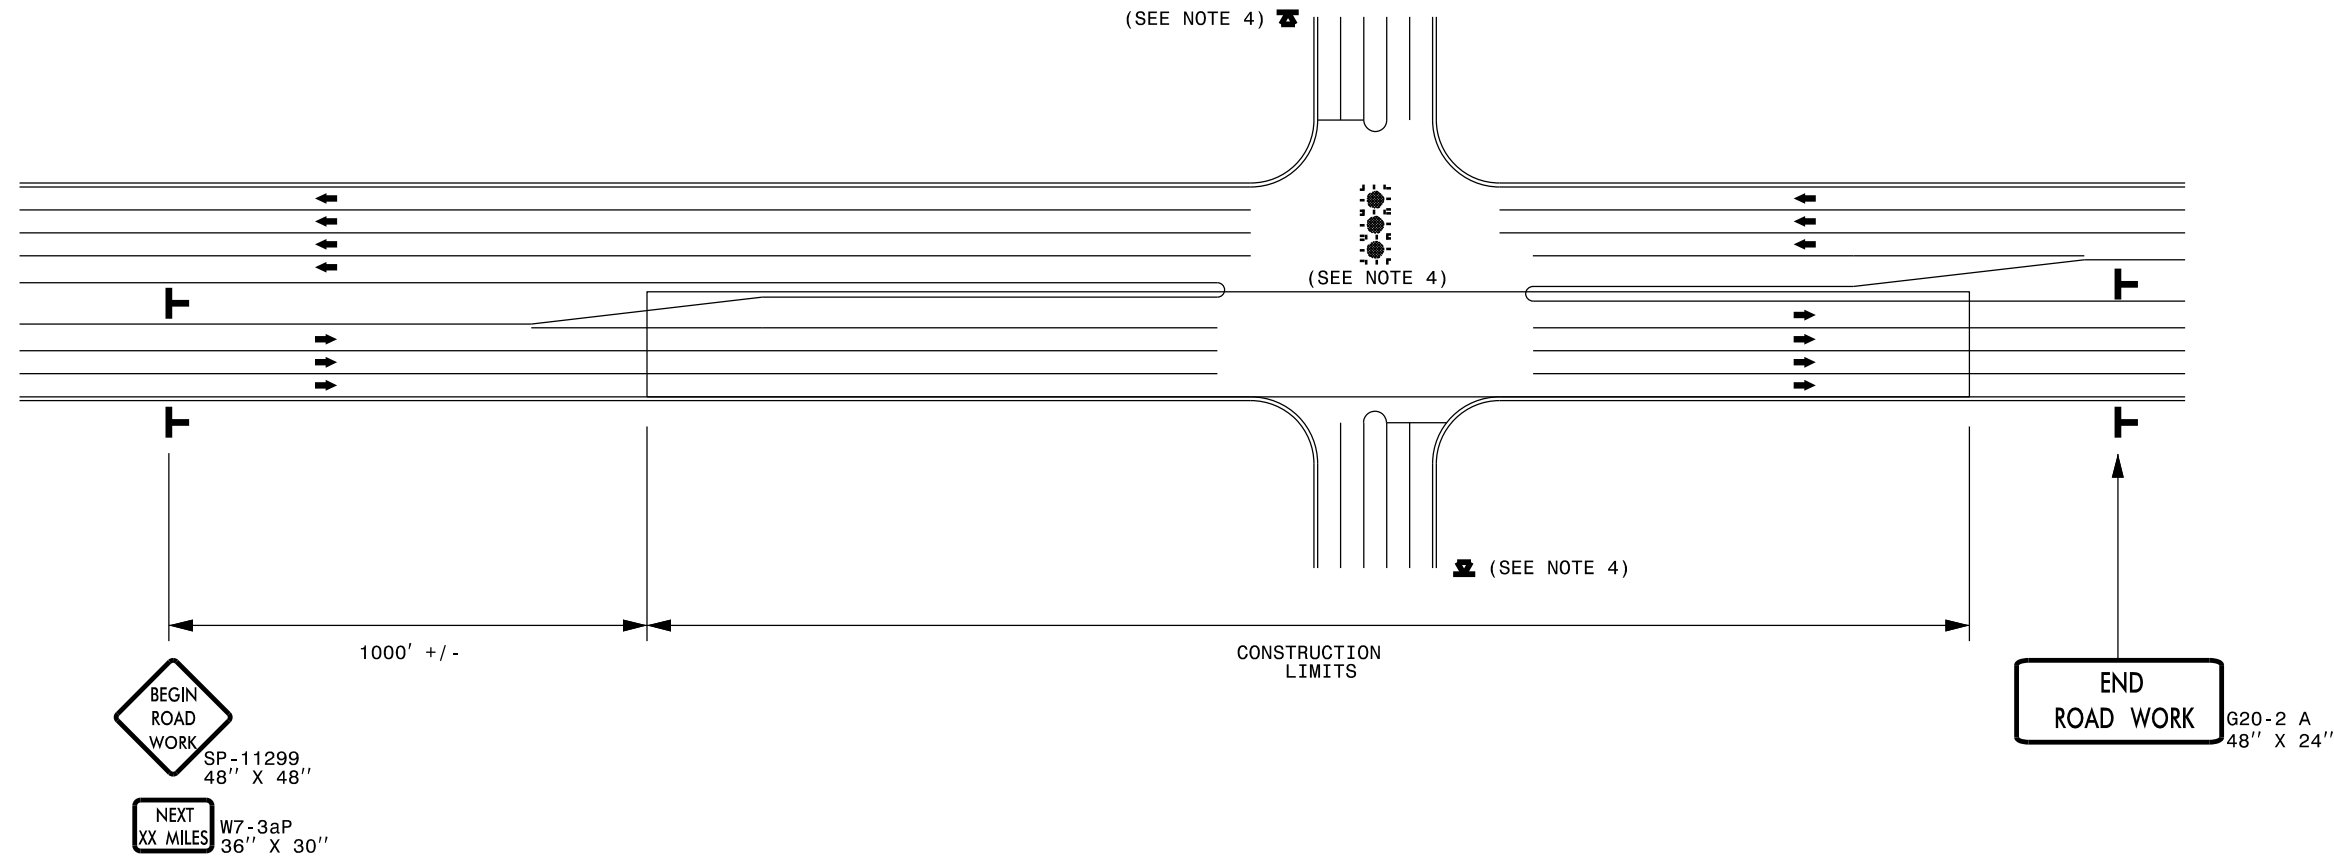 (SEE NOTE 4)
(SEE NOTE 4)
(SEE NOTE 4)
1000' +/-
CONSTRUCTION
LIMITS
BEGIN
ROAD
WORK
SP-11299
48'' X 48''
NEXT
XX MILES
W7-3aP
36'' X 30''
END
ROAD WORK
G20-2 A
48'' X 24''